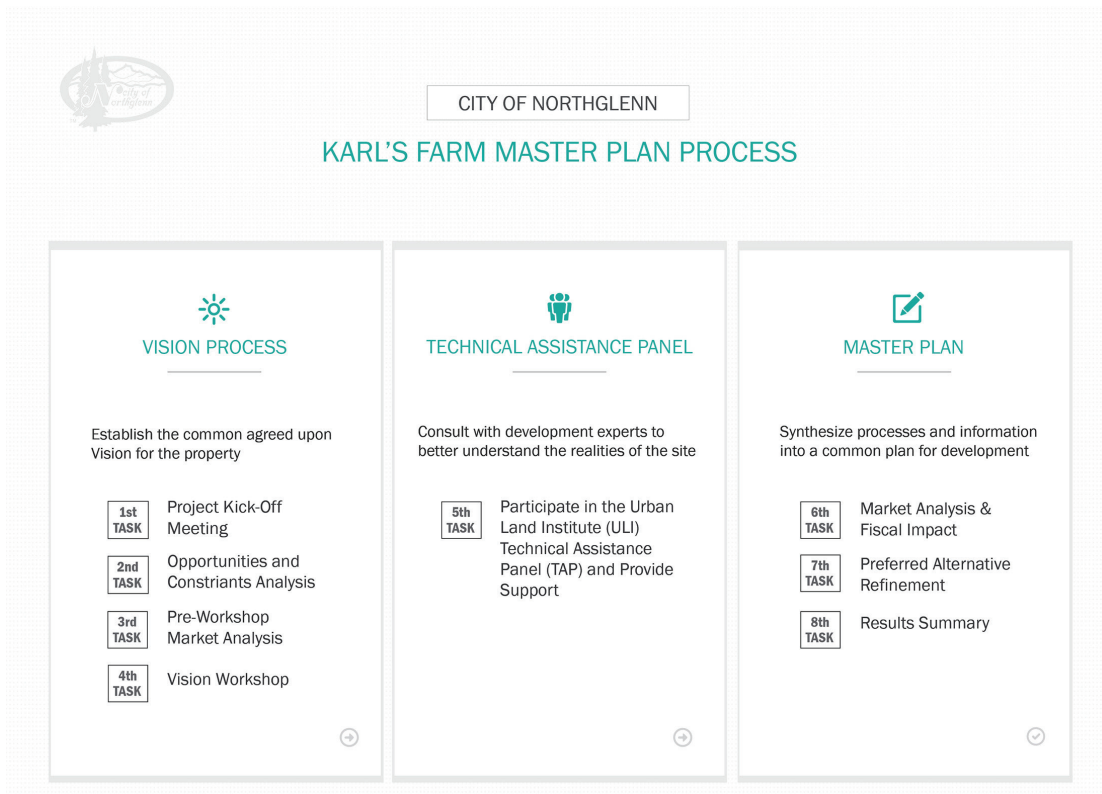 City of
Northglenn
CITY OF NORTHGLENN
KARL'S FARM MASTER PLAN PROCESS
VISION PROCESS
Establish the common agreed upon
Vision for the property
1st
TASK
Project Kick-Off
Meeting
2nd
TASK
Opportunities and
Constriants Analysis
3rd
TASK
Pre-Workshop
Market Analysis
4th
TASK
Vision Workshop
TECHNICAL ASSISTANCE PANEL
Consult with development experts to
better understand the realities of the site
5th
TASK
Participate in the Urban
Land Institute (ULI)
Technical Assistance
Panel (TAP) and Provide
Support
MASTER PLAN
Synthesize processes and information
into a common plan for development
6th
TASK
Market Analysis &
Fiscal Impact
7th
TASK
Preferred Alternative
Refinement
8th
TASK
Results Summary